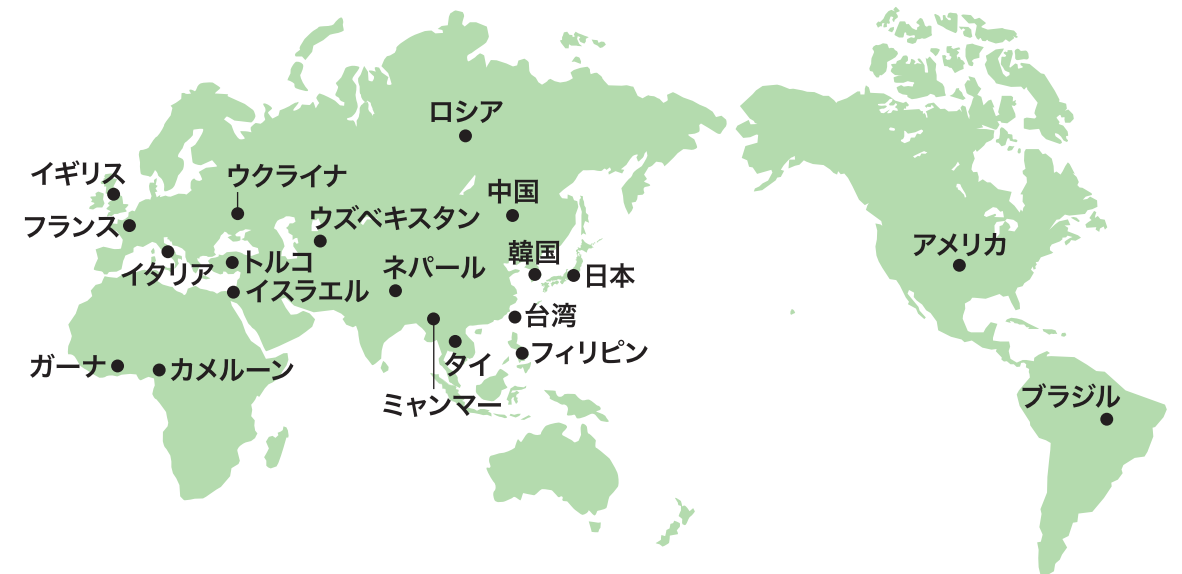 ロシア
イギリス
ウクライナ
中国
フランス
ウズベキスタン
韓国
アメリカ
イタリア
トルコ
ネパール
日本
イスラエル
台湾
フィリピン
タイ
ガーナ
カメルーン
ミャンマー
ブラジル